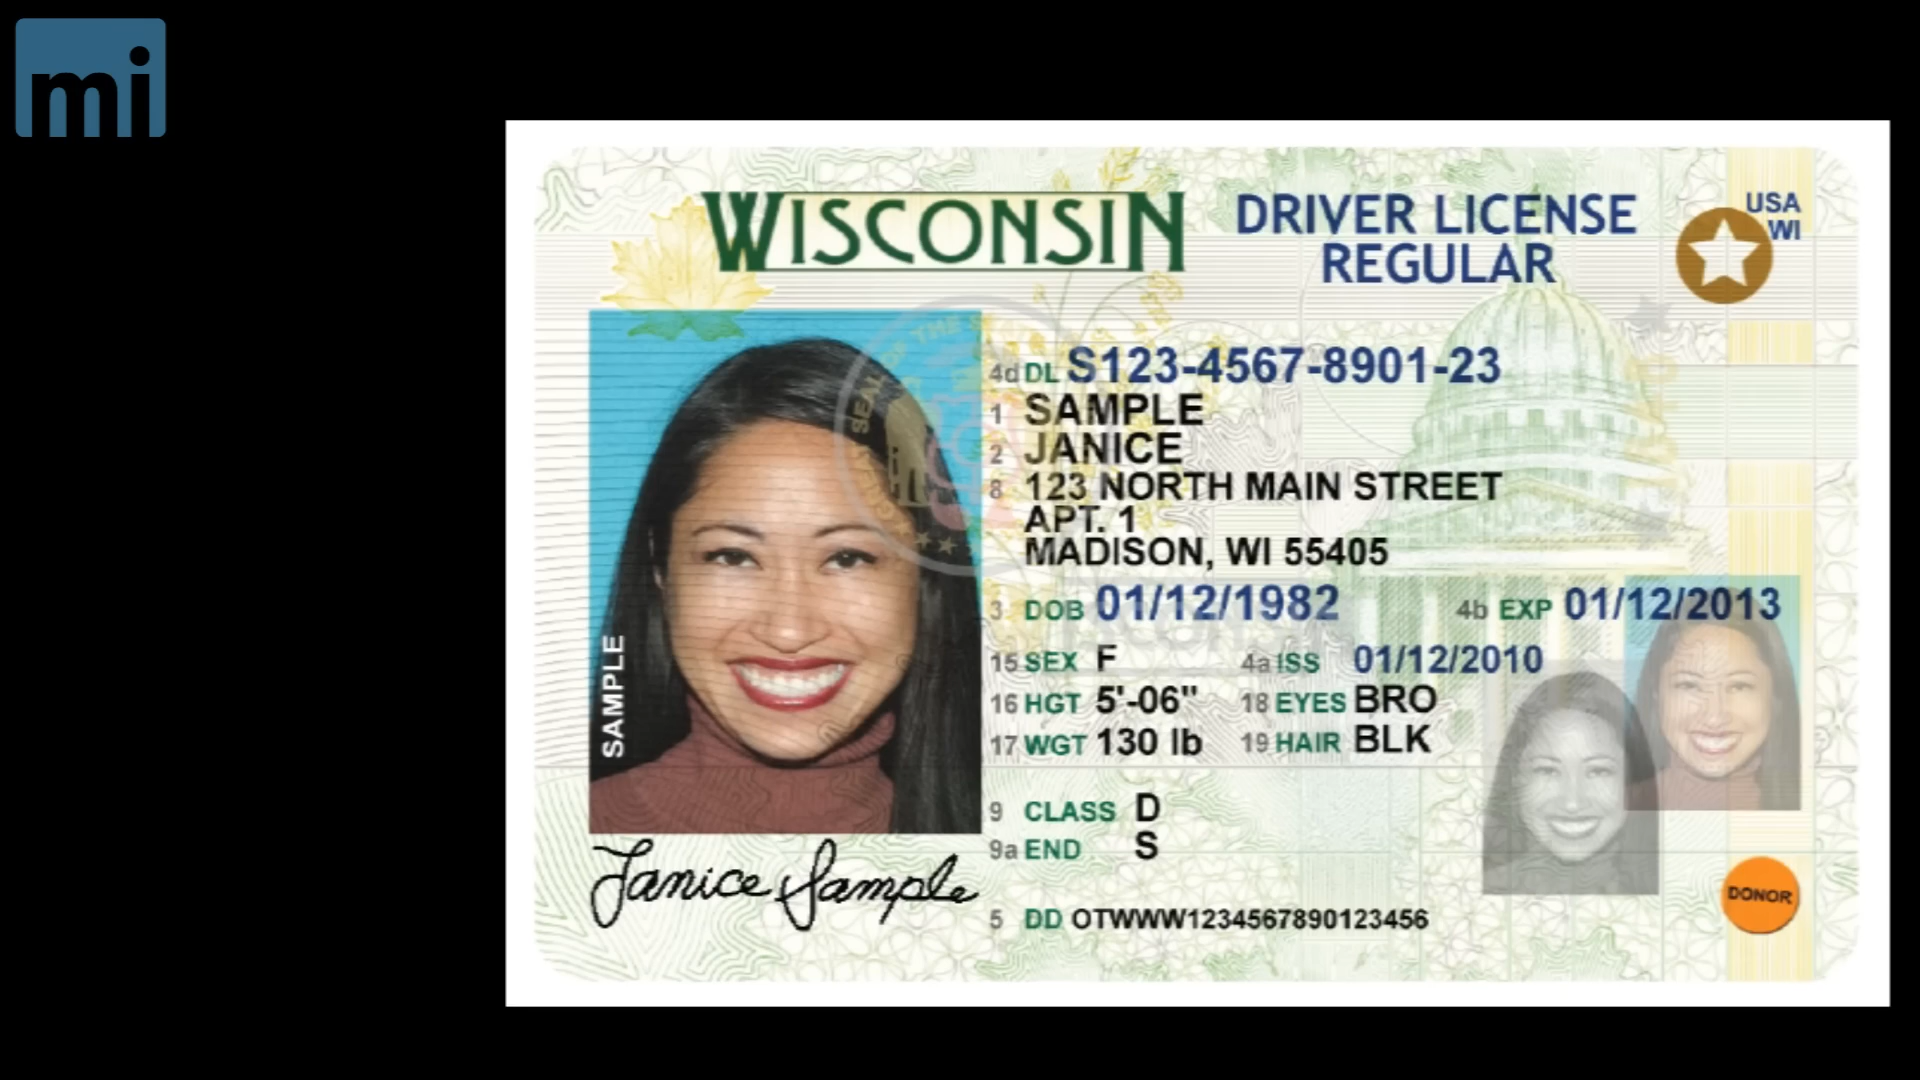 mi
WISCONSIN
DRIVER LICENSE
REGULAR
USA
WI
4d DL S123-4567-8901-23
1 SAMPLE
2 JANICE
8 123 NORTH MAIN STREET
APT. 1
MADISON, WI 55405
3 DOB 01/12/1982 4b EXP 01/12/2013
15 SEX F 4a ISS 01/12/2010
16 HGT 5'-06" 18 EYES BRO
17 WGT 130 lb 19 HAIR BLK
9 CLASS D
9a END S
5 DD OTWWW1234567890123456
SAMPLE
Janice Sample
DONOR